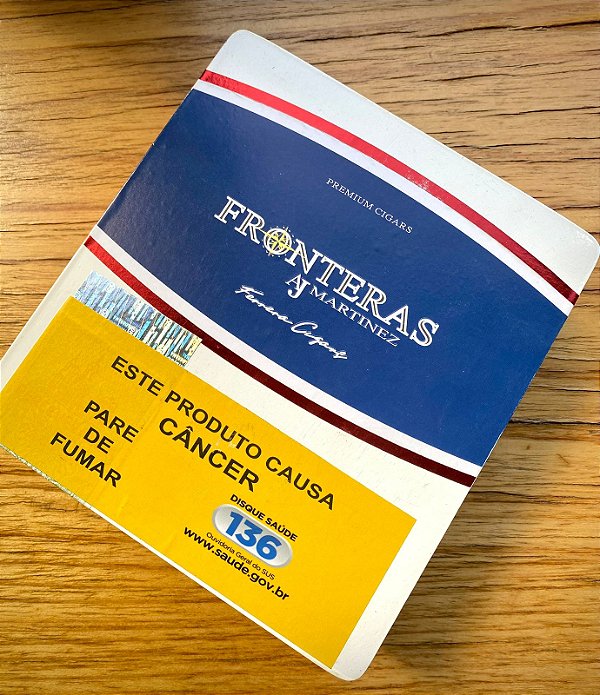 PREMIUM CIGARS
FRONTERAS
AJ MARTINEZ
ESTE PRODUTO CAUSA
CÂNCER
PARE
DE
FUMAR
DISQUE SAÚDE
136
Ouvidoria Geral do SUS
www.saude.gov.br